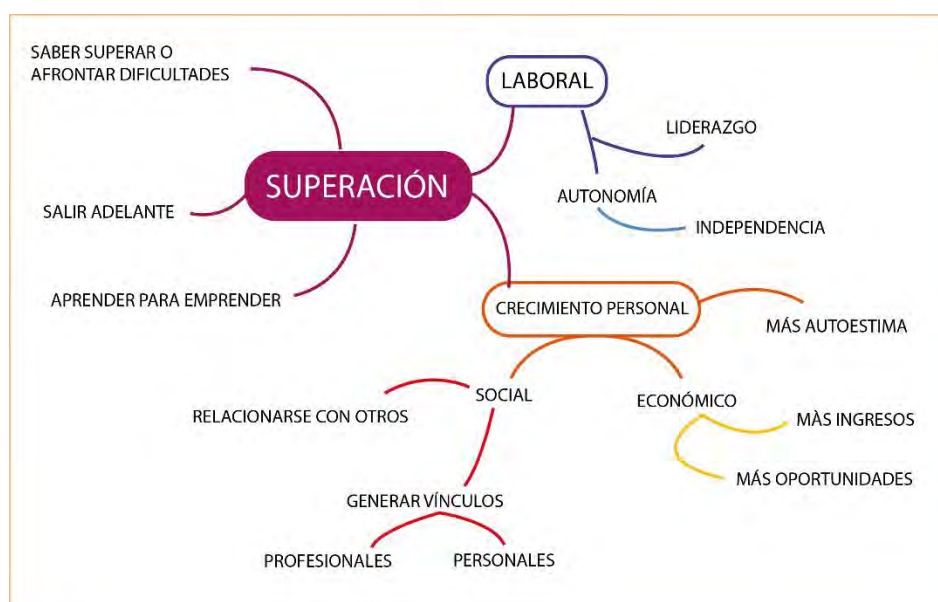 SABER SUPERAR O
AFRONTAR DIFICULTADES
LABORAL
LIDERAZGO
SUPERACIÓN
AUTONOMÍA
SALIR ADELANTE
INDEPENDENCIA
APRENDER PARA EMPRENDER
CRECIMIENTO PERSONAL
MÁS AUTOESTIMA
SOCIAL
ECONÓMICO
RELACIONARSE CON OTROS
MÀS INGRESOS
MÁS OPORTUNIDADES
GENERAR VÍNCULOS
PROFESIONALES
PERSONALES